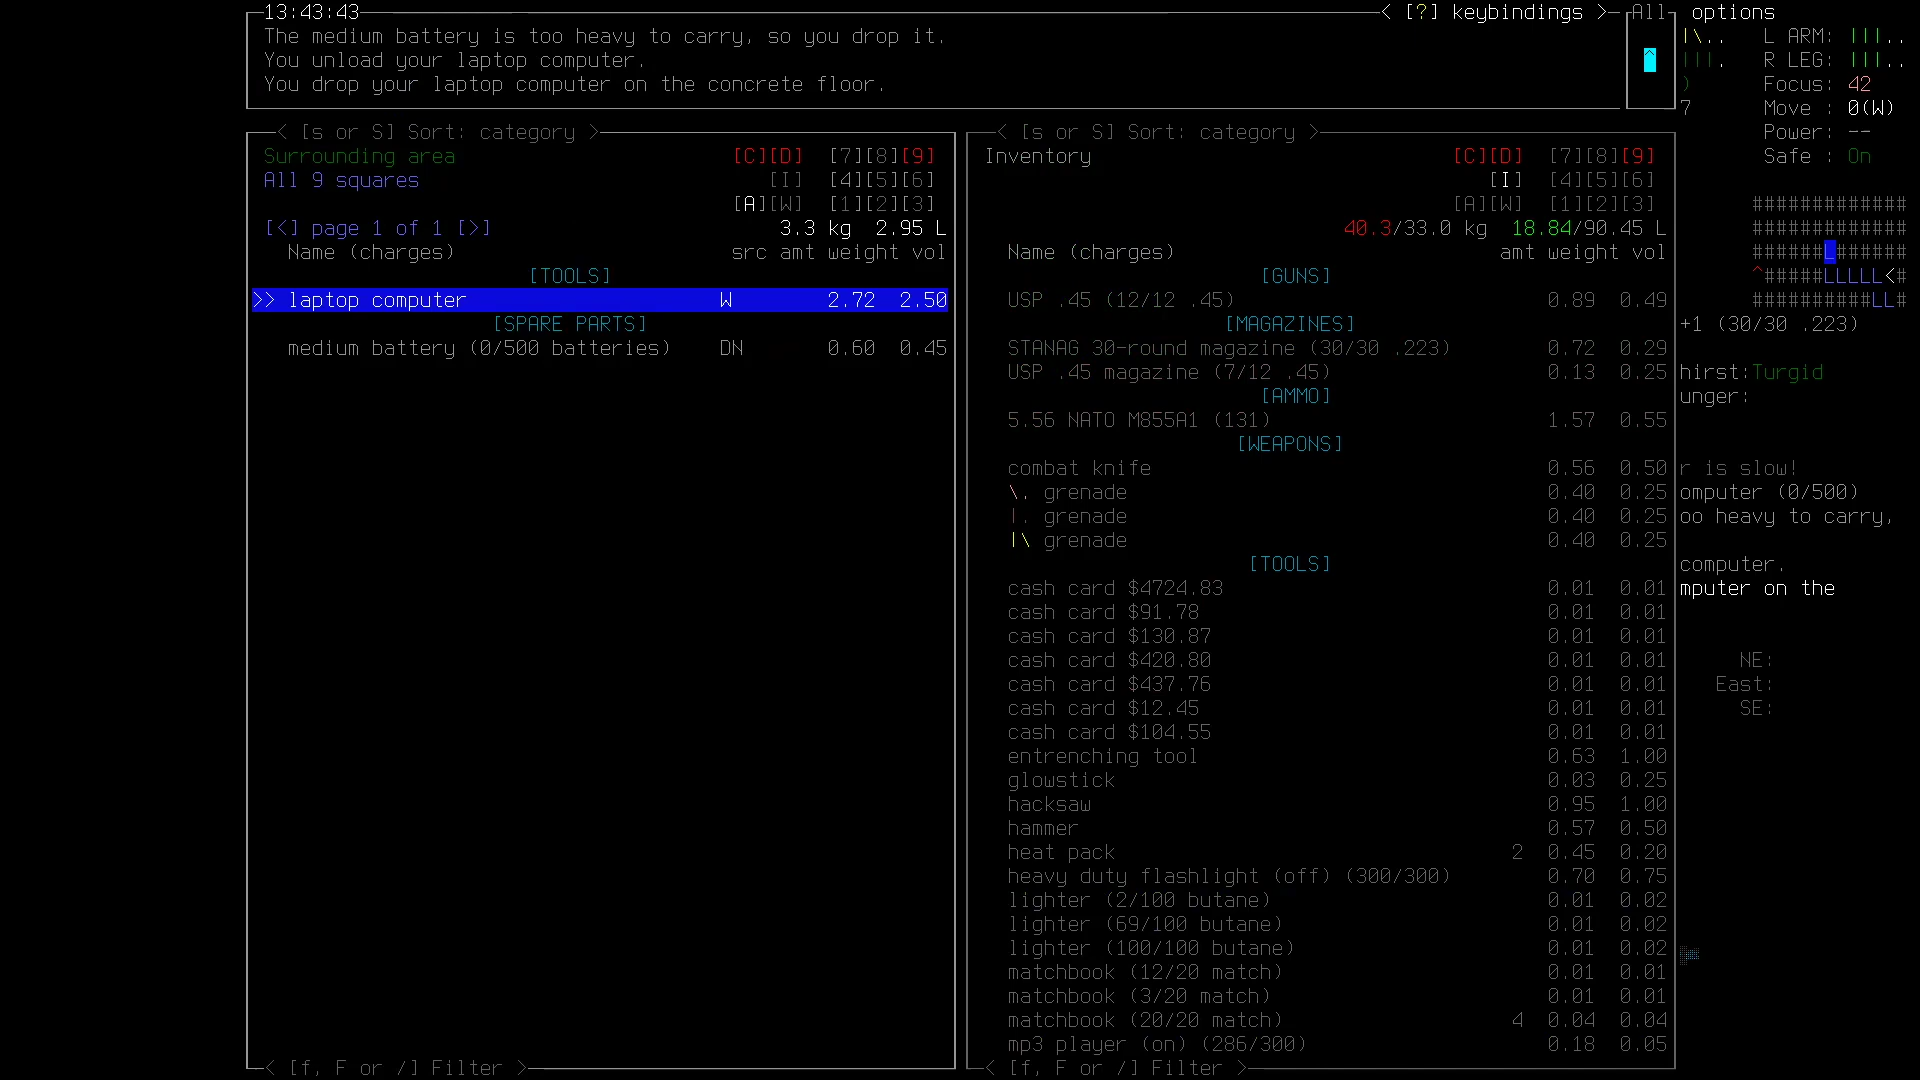 13:43:43 < [?] keybindings > All options
The medium battery is too heavy to carry, so you drop it. |\.. L ARM: |||..
You unload your laptop computer. ^ |||. R LEG: |||..
You drop your laptop computer on the concrete floor. ) Focus: 42
7 Move : 0(W)
< [s or S] Sort: category > < [s or S] Sort: category > Power: --
Surrounding area [C][D] [7][8][9] Inventory [C][D] [7][8][9] Safe : On
All 9 squares [I] [4][5][6] [I] [4][5][6]
[A][W] [1][2][3] [A][W] [1][2][3] #############
[<] page 1 of 1 [>] 3.3 kg 2.95 L 40.3/33.0 kg 18.84/90.45 L #############
Name (charges) src amt weight vol Name (charges) amt weight vol ######L######
[TOOLS] [GUNS] ^#####LLLLL<#
>> laptop computer W 2.72 2.50 USP .45 (12/12 .45) 0.89 0.49 ##########LL#
[SPARE PARTS] [MAGAZINES] +1 (30/30 .223)
medium battery (0/500 batteries) DN 0.60 0.45 STANAG 30-round magazine (30/30 .223) 0.72 0.29
USP .45 magazine (7/12 .45) 0.13 0.25 hirst:Turgid
[AMMO] unger:
5.56 NATO M855A1 (131) 1.57 0.55
[WEAPONS]
combat knife 0.56 0.50 r is slow!
\. grenade 0.40 0.25 omputer (0/500)
|. grenade 0.40 0.25 oo heavy to carry,
|\ grenade 0.40 0.25
[TOOLS] computer.
cash card $4724.83 0.01 0.01 mputer on the
cash card $91.78 0.01 0.01
cash card $130.87 0.01 0.01
cash card $420.80 0.01 0.01 NE:
cash card $437.76 0.01 0.01 East:
cash card $12.45 0.01 0.01 SE:
cash card $104.55 0.01 0.01
entrenching tool 0.63 1.00
glowstick 0.03 0.25
hacksaw 0.95 1.00
hammer 0.57 0.50
heat pack 2 0.45 0.20
heavy duty flashlight (off) (300/300) 0.70 0.75
lighter (2/100 butane) 0.01 0.02
lighter (69/100 butane) 0.01 0.02
lighter (100/100 butane) 0.01 0.02
matchbook (12/20 match) 0.01 0.01
matchbook (3/20 match) 0.01 0.01
matchbook (20/20 match) 4 0.04 0.04
mp3 player (on) (286/300) 0.18 0.05
< [f, F or /] Filter > < [f, F or /] Filter >